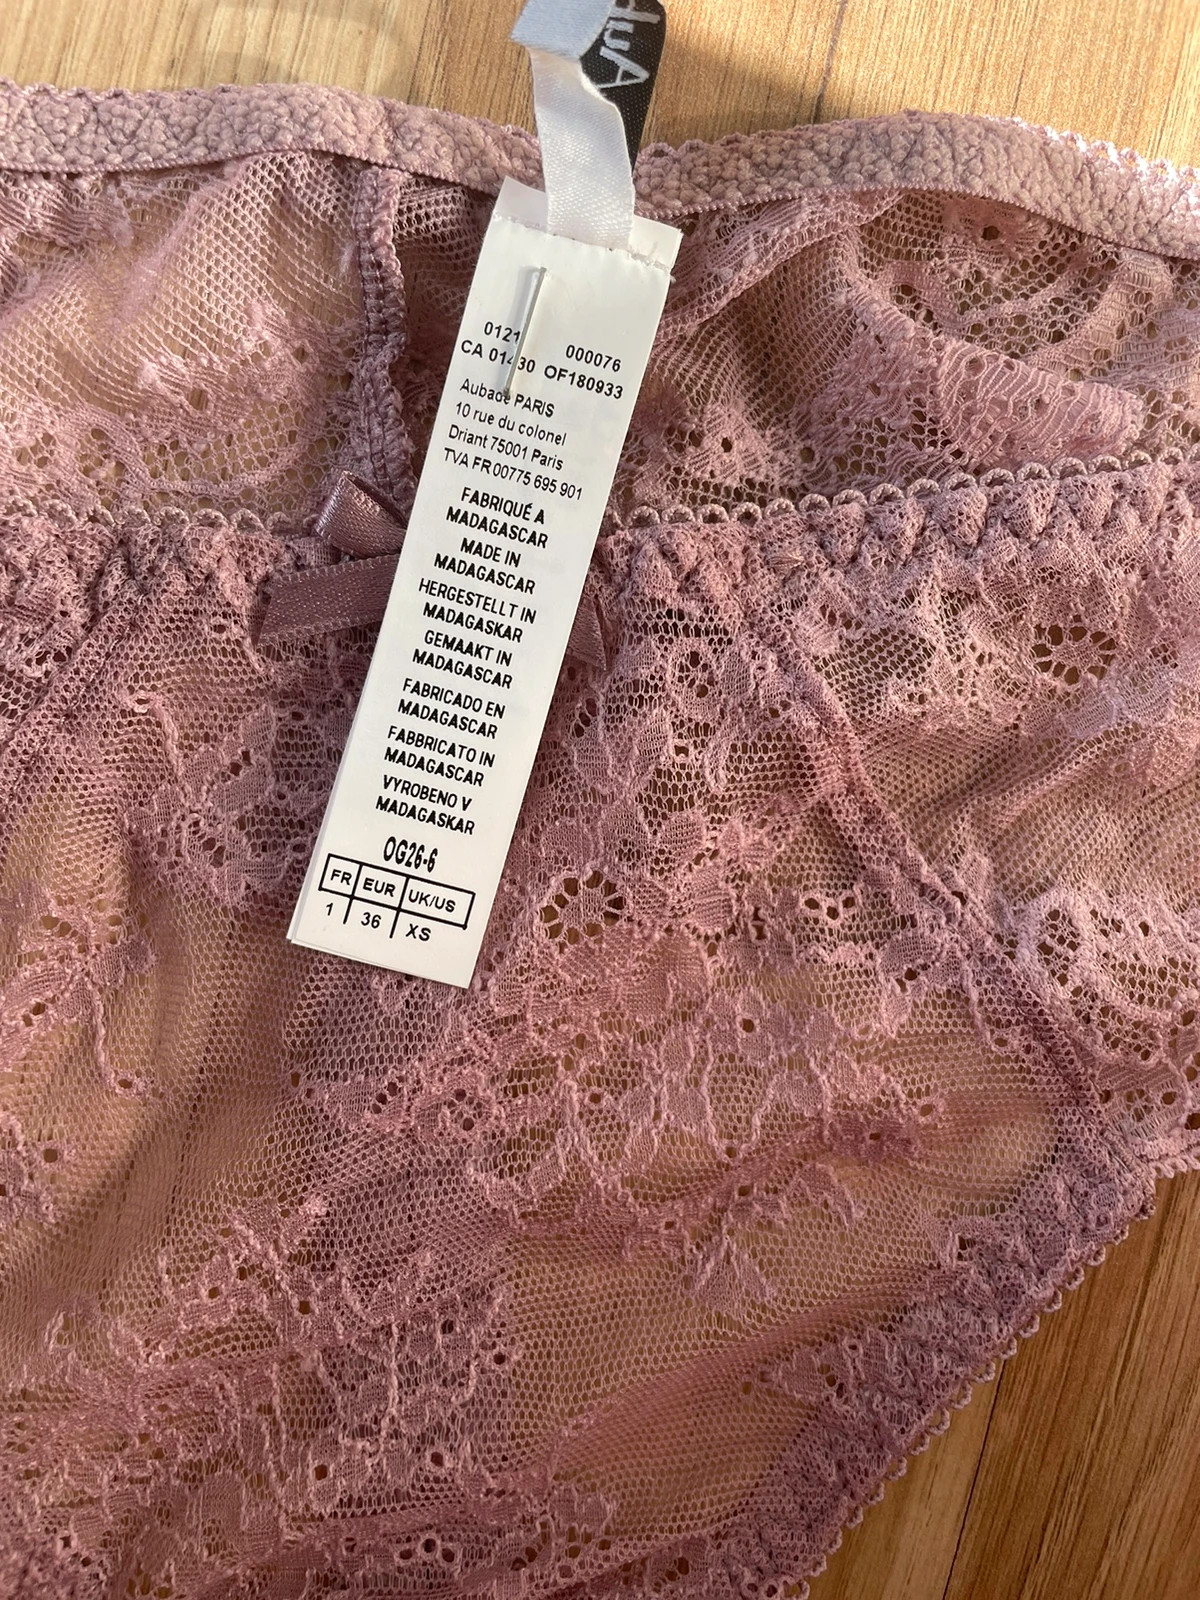 Aub
000076
CA 01430 OF180933
Aubade PARIS
10 rue du colonel
Driant 75001 Paris
TVA FR 00775 695 901
FABRIQUÉ A
MADAGASCAR
MADE IN
MADAGASCAR
HERGESTELLT IN
MADAGASKAR
GEMAAKT IN
MADAGASCAR
FABRICADO EN
MADAGASCAR
FABBRICATO IN
MADAGASCAR
VYROBENO V
MADAGASKAR
OG26-6
FR EUR UK/US
1 36 XS